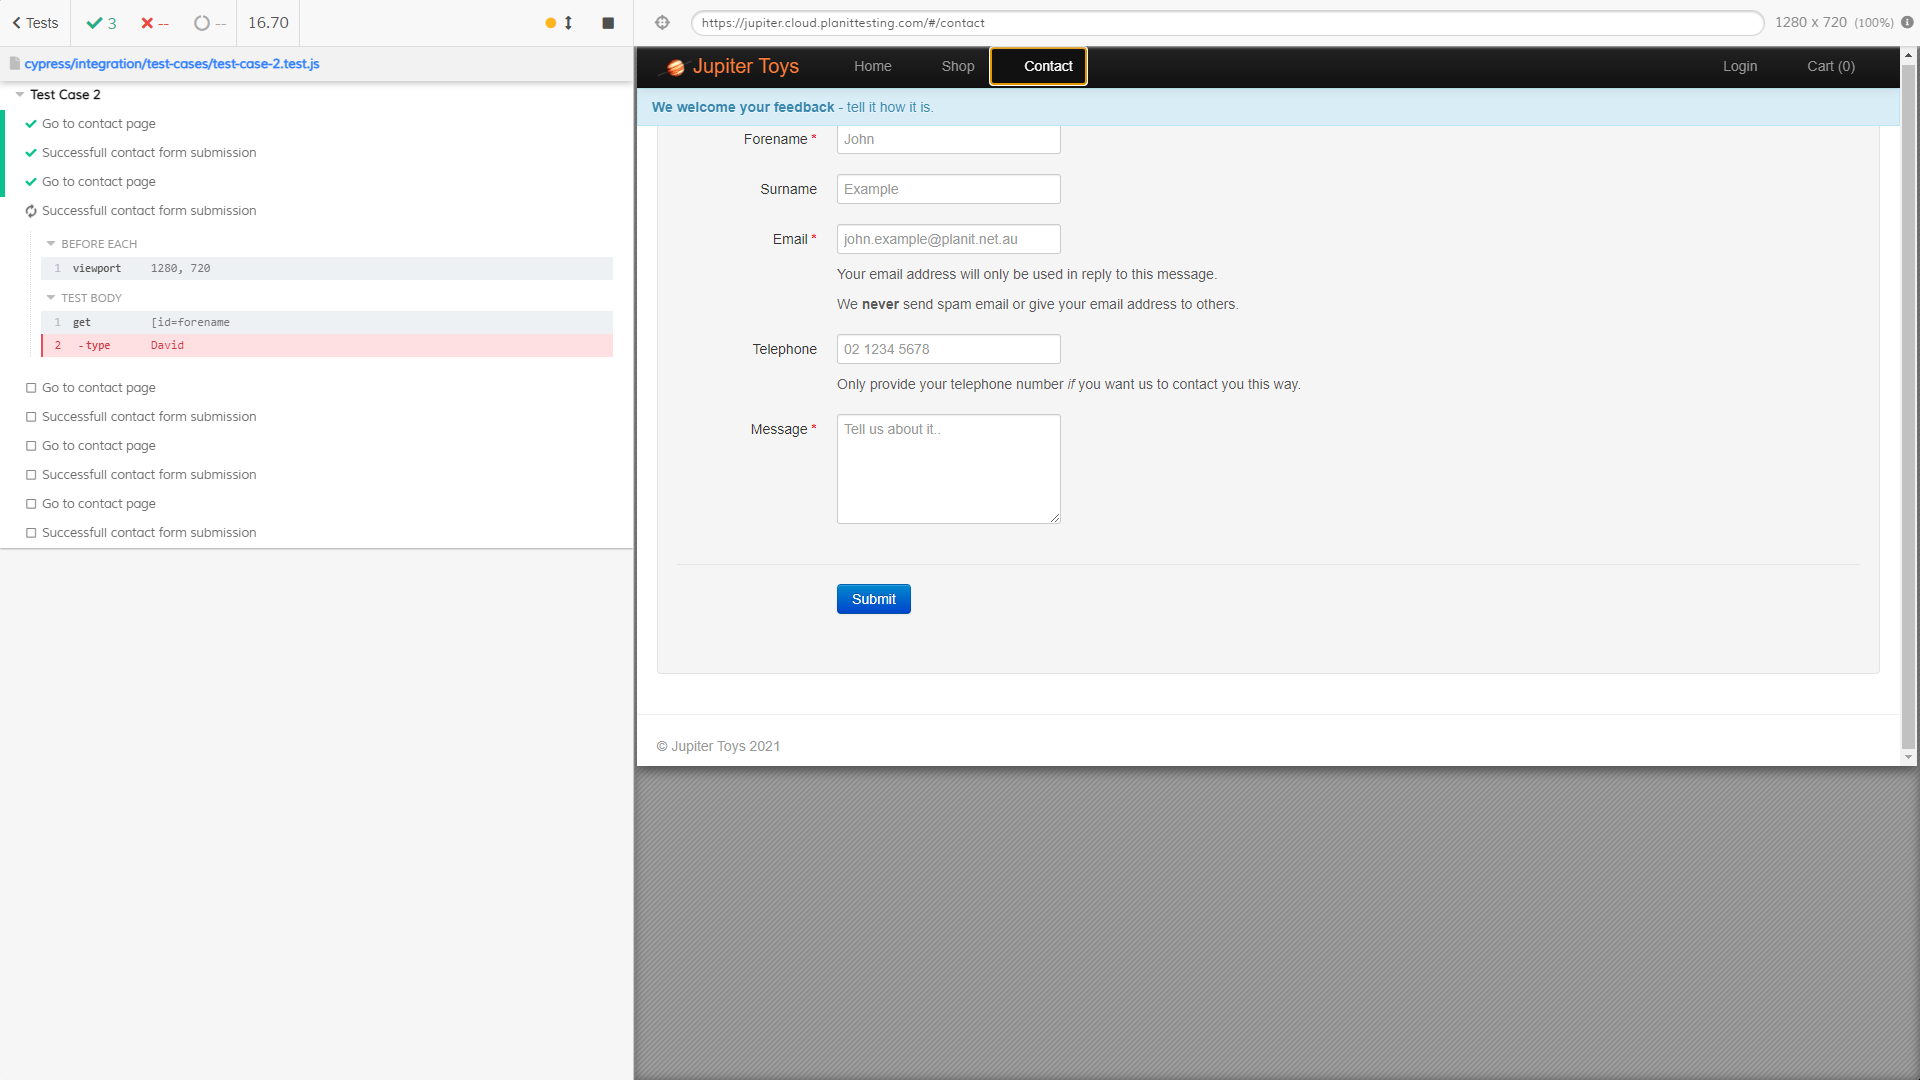 Tests
3
--
--
16.70
cypress/integration/test-cases/test-case-2.test.js
Test Case 2
Go to contact page
Successfull contact form submission
Go to contact page
Successfull contact form submission
BEFORE EACH
1 viewport 1280, 720
TEST BODY
1 get [id=forename
2 -type David
Go to contact page
Successfull contact form submission
Go to contact page
Successfull contact form submission
Go to contact page
Successfull contact form submission
https://jupiter.cloud.planittesting.com/#/contact
1280 x 720 (100%)
Jupiter Toys Home Shop Contact Login Cart (0)
We welcome your feedback - tell it how it is.
Forename * John
Surname Example
Email * john.example@planit.net.au
Your email address will only be used in reply to this message.
We never send spam email or give your email address to others.
Telephone 02 1234 5678
Only provide your telephone number if you want us to contact you this way.
Message * Tell us about it..
Submit
© Jupiter Toys 2021